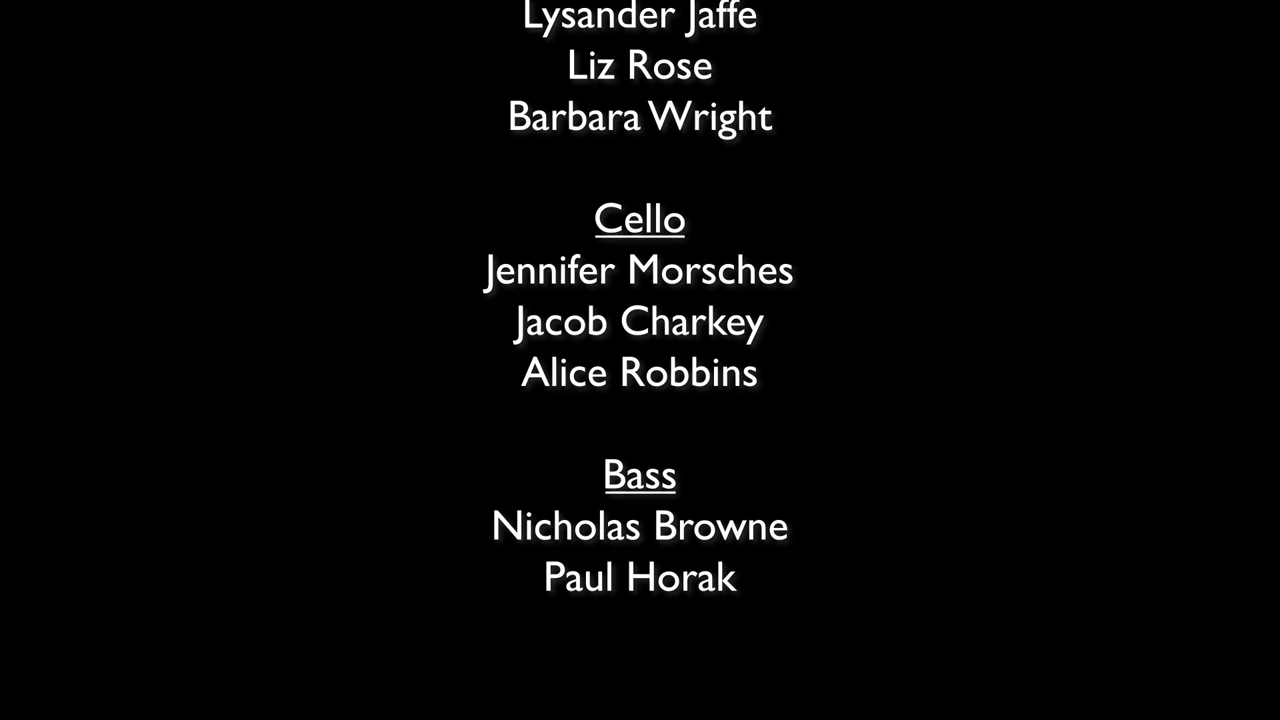 Lysander Jaffe
Liz Rose
Barbara Wright
Cello
Jennifer Morsches
Jacob Charkey
Alice Robbins
Bass
Nicholas Browne
Paul Horak